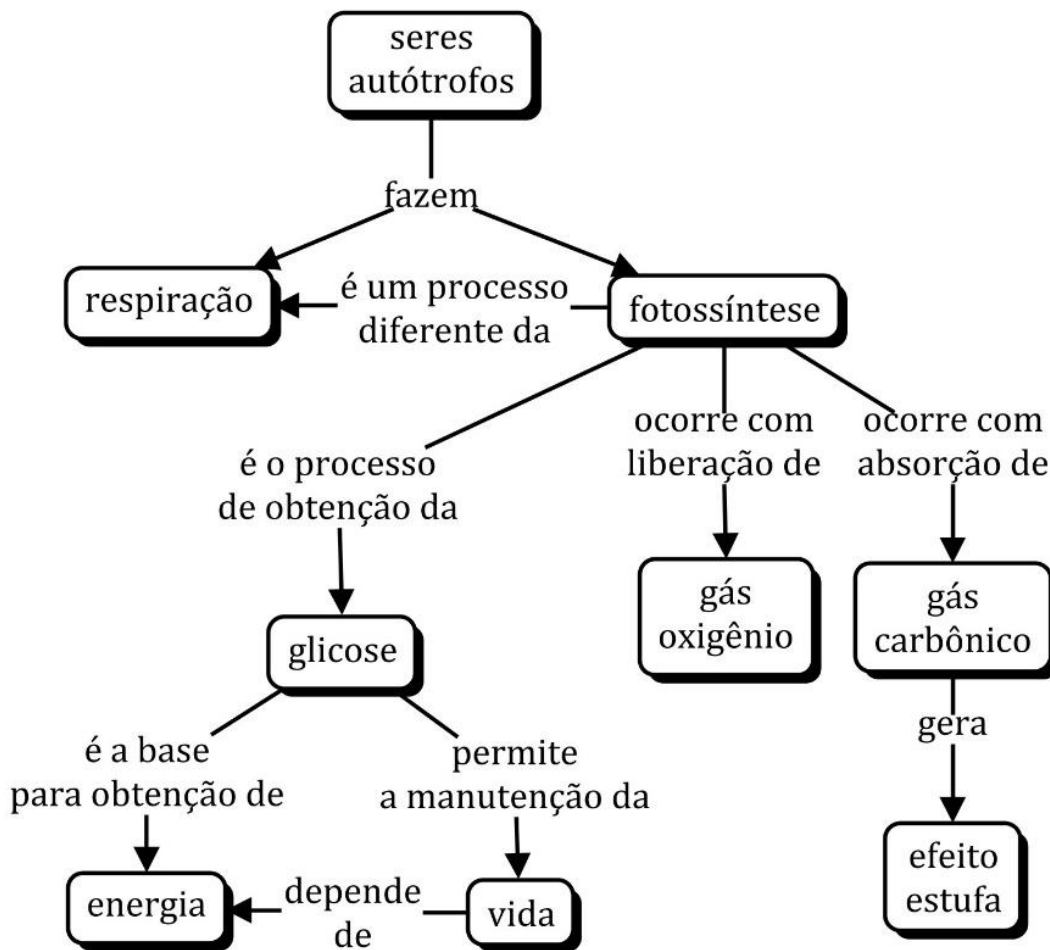 seres
autótrofos
fazem
respiração
é um processo
diferente da
fotossíntese
é o processo
de obtenção da
ocorre com
liberação de
ocorre com
absorção de
glicose
gás
oxigênio
gás
carbônico
é a base
para obtenção de
permite
a manutenção da
gera
energia
depende
de
vida
efeito
estufa